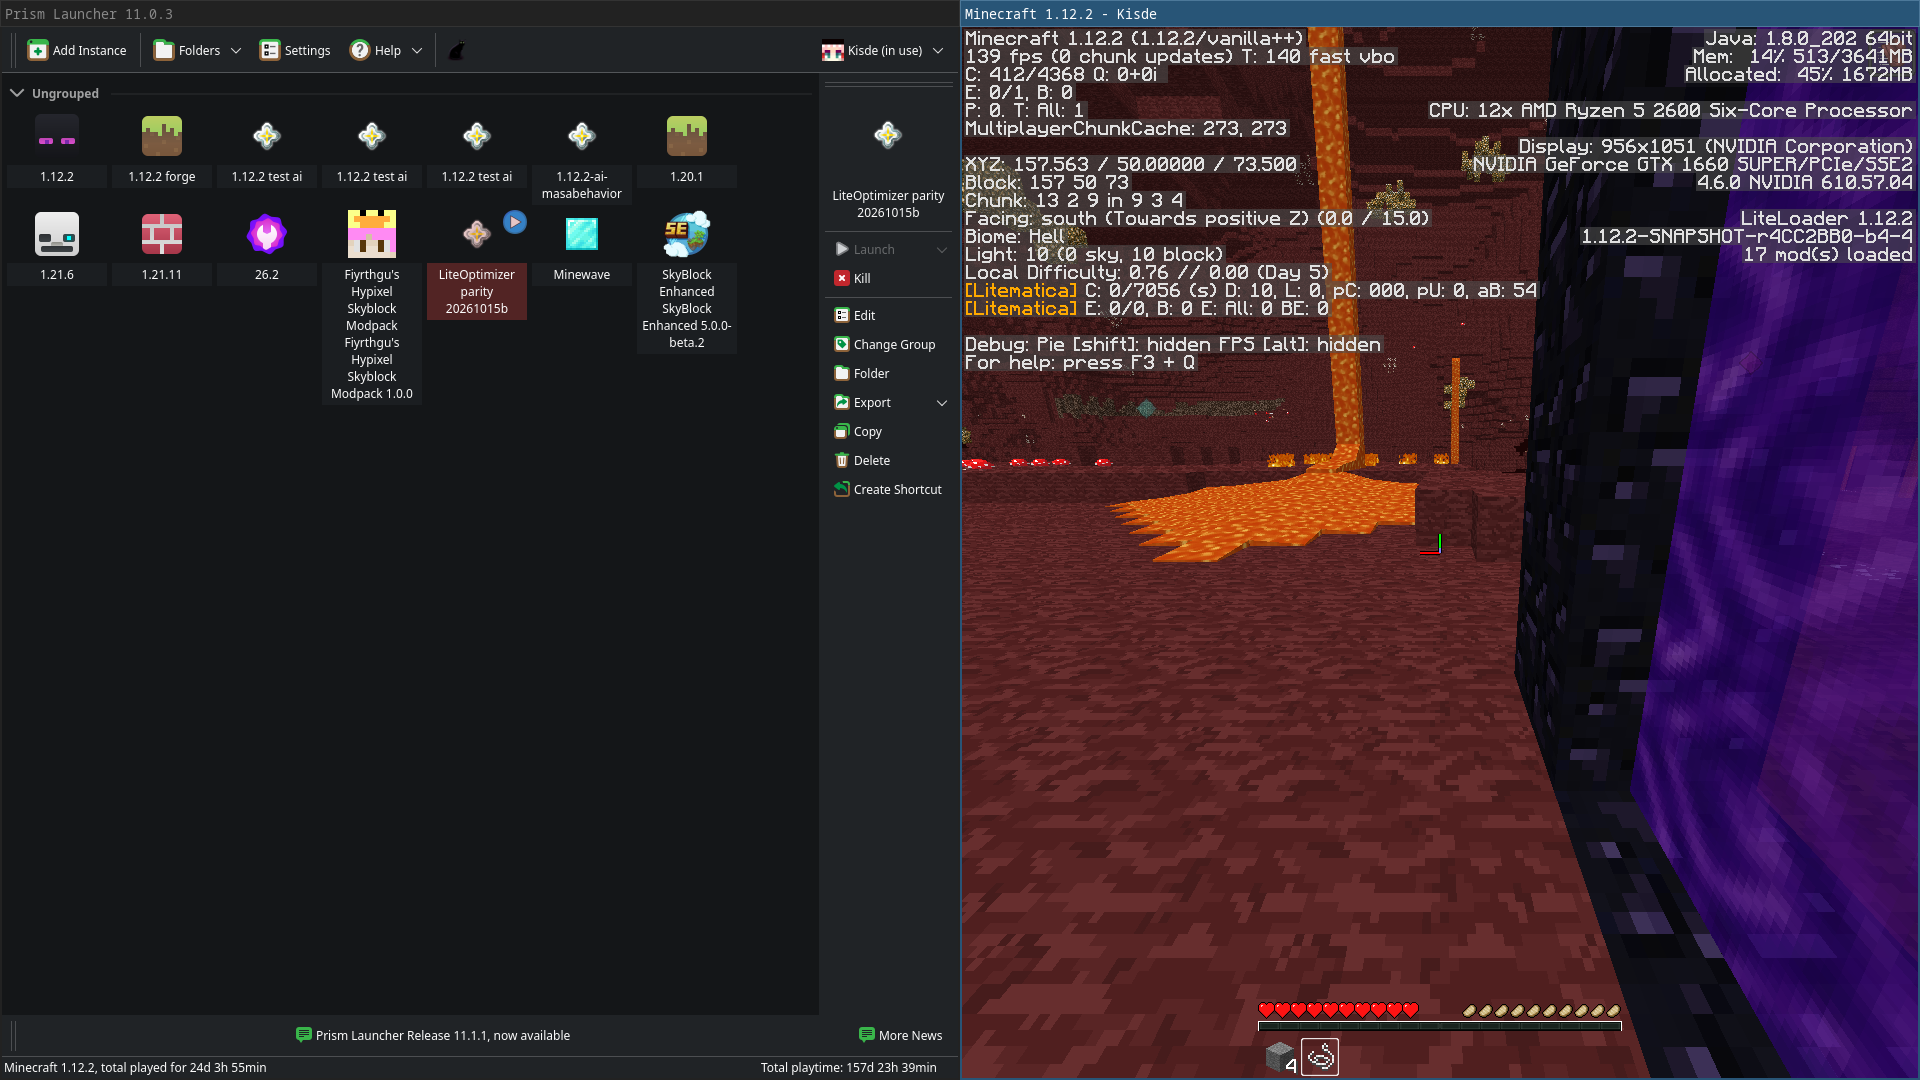 Prism Launcher 11.0.3
Add Instance
Folders
Settings
Help
Kisde (in use)
Ungrouped
1.12.2
1.12.2 forge
1.12.2 test ai
1.12.2 test ai
1.12.2 test ai
1.12.2-ai-
masabehavior
1.20.1
1.21.6
1.21.11
26.2
Fiyrthgu's
Hypixel
Skyblock
Modpack
Fiyrthgu's
Hypixel
Skyblock
Modpack 1.0.0
LiteOptimizer
parity
20261015b
Minewave
SE
SkyBlock
Enhanced
SkyBlock
Enhanced 5.0.0-
beta.2
LiteOptimizer parity
20261015b
Launch
Kill
Edit
Change Group
Folder
Export
Copy
Delete
Create Shortcut
Prism Launcher Release 11.1.1, now available
More News
Minecraft 1.12.2, total played for 24d 3h 55min
Total playtime: 157d 23h 39min
Minecraft 1.12.2 - Kisde
Minecraft 1.12.2 (1.12.2/vanilla++)
139 fps (0 chunk updates) T: 140 fast vbo
C: 412/4368 Q: 0+0i
E: 0/1, B: 0
P: 0. T: All: 1
MultiplayerChunkCache: 273, 273
XYZ: 157.563 / 50.00000 / 73.500
Block: 157 50 73
Chunk: 13 2 9 in 9 3 4
Facing: south (Towards positive Z) (0.0 / 15.0)
Biome: Hell
Light: 10 (0 sky, 10 block)
Local Difficulty: 0.76 // 0.00 (Day 5)
[Litematica] C: 0/7056 (s) D: 10, L: 0, pC: 000, pU: 0, aB: 54
[Litematica] E: 0/0, B: 0 E: All: 0 BE: 0
Debug: Pie [shift]: hidden FPS [alt]: hidden
For help: press F3 + Q
Java: 1.8.0_202 64bit
Mem: 14% 513/3641MB
Allocated: 45% 1672MB
CPU: 12x AMD Ryzen 5 2600 Six-Core Processor
Display: 956x1051 (NVIDIA Corporation)
NVIDIA GeForce GTX 1660 SUPER/PCIe/SSE2
4.6.0 NVIDIA 610.57.04
LiteLoader 1.12.2
1.12.2-SNAPSHOT-r4CC2BB0-b4-4
17 mod(s) loaded
4